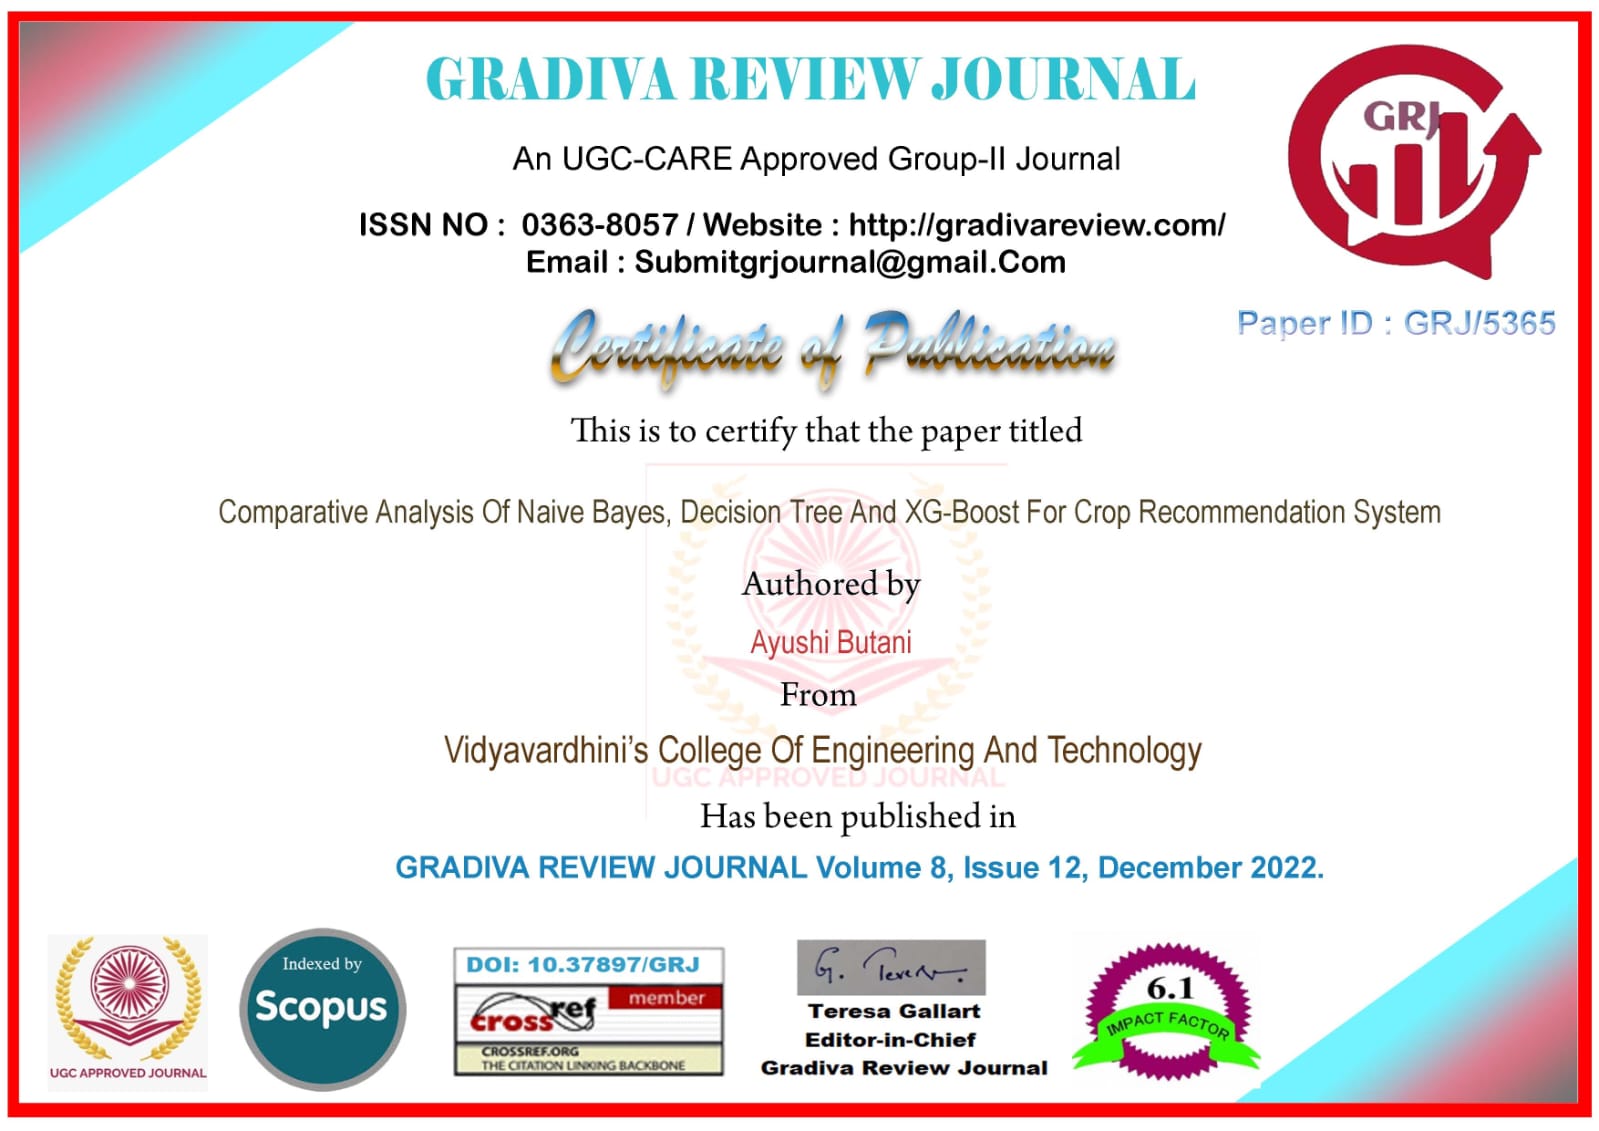 GRADIVA REVIEW JOURNAL
An UGC-CARE Approved Group-II Journal
ISSN NO : 0363-8057 / Website : http://gradivareview.com/
Email : Submitgrjournal@gmail.Com
GRJ
Paper ID : GRJ/5365
Certificate of Publication
This is to certify that the paper titled
Comparative Analysis Of Naive Bayes, Decision Tree And XG-Boost For Crop Recommendation System
Authored by
Ayushi Butani
From
Vidyavardhini's College Of Engineering And Technology
UGC APPROVED JOURNAL
Has been published in
GRADIVA REVIEW JOURNAL Volume 8, Issue 12, December 2022.
UGC APPROVED JOURNAL
Indexed by
Scopus
DOI: 10.37897/GRJ
crossref
member
CROSSREF.ORG
THE CITATION LINKING BACKBONE
Teresa Gallart
Editor-in-Chief
Gradiva Review Journal
6.1
IMPACT FACTOR